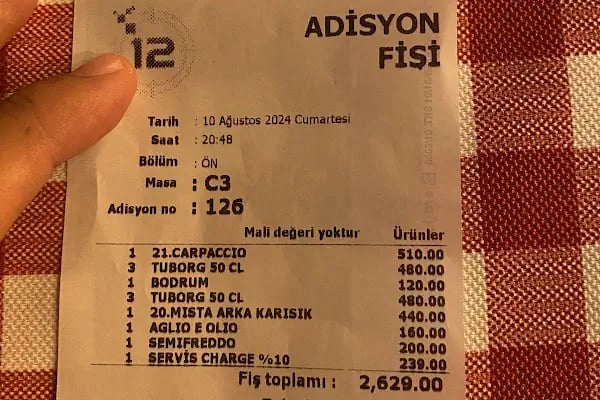 12
ADİSYON
FİŞİ
Tarih : 10 Ağustos 2024 Cumartesi
Saat : 20:48
Bölüm : ÖN
Masa : C3
Adisyon no : 126
Mali değeri yoktur Ürünler
1 21.CARPACCIO 510.00
3 TUBORG 50 CL 480.00
1 BODRUM 120.00
3 TUBORG 50 CL 480.00
1 20.MISTA ARKA KARISIK 440.00
1 AGLIO E OLIO 160.00
1 SEMIFREDDO 200.00
1 SERVİS CHARGE %10 239.00
Fiş toplamı : 2,629.00